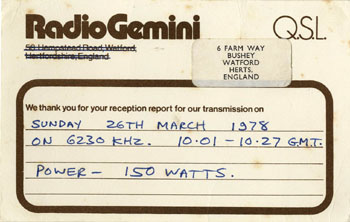 RadioGemini QSL
58 Hampstead Road, Watford,
Hertfordshire, England.
6 FARM WAY
BUSHEY
WATFORD
HERTS.
ENGLAND
We thank you for your reception report for our transmission on
SUNDAY 26TH MARCH 1978
ON 6230 KHZ. 10·01 – 10·27 G.M.T.
POWER – 150 WATTS.